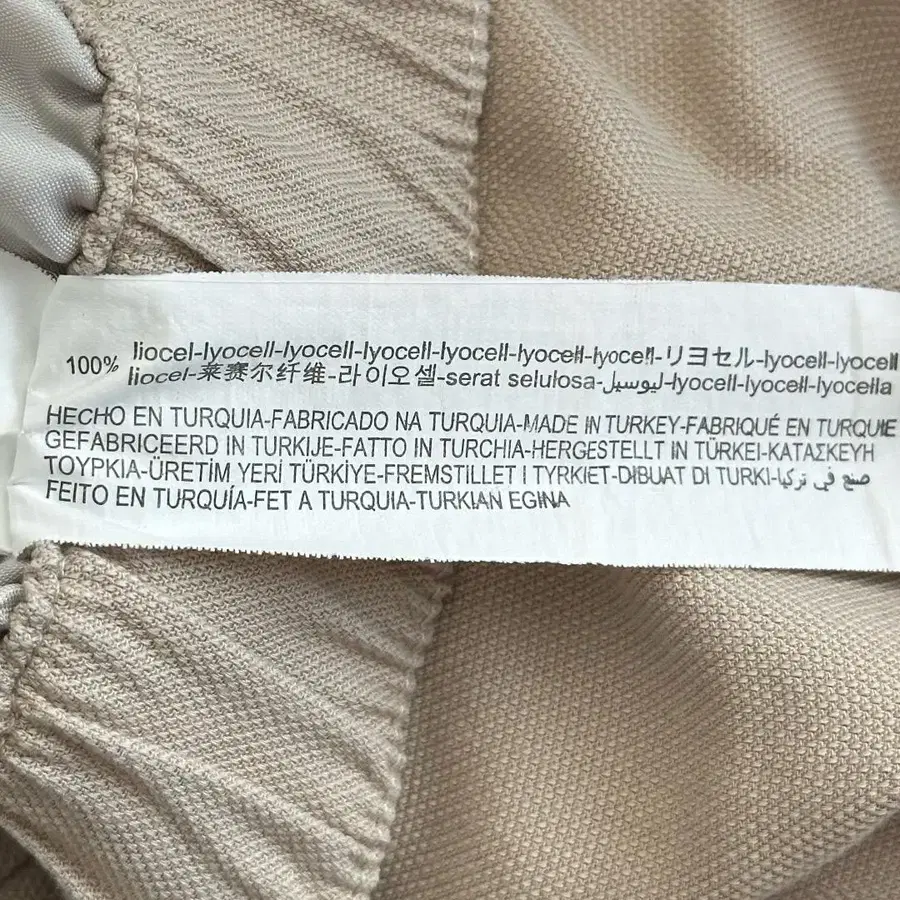 100% liocel-lyocell-lyocell-lyocell-lyocell-lyocell-lyocell-リヨセル-lyocell-lyocell
liocel-莱赛尔纤维-라이오셀-serat selulosa-ليوسيل-lyocell-lyocell-lyocella
HECHO EN TURQUIA-FABRICADO NA TURQUIA-MADE IN TURKEY-FABRIQUÉ EN TURQUIE
GEFABRICEERD IN TURKIJE-FATTO IN TURCHIA-HERGESTELLT IN TÜRKEI-ΚΑΤΑΣΚΕΥΗ
ΤΟΥΡΚΙΑ-ÜRETİM YERİ TÜRKİYE-FREMSTILLET I TYRKIET-DIBUAT DI TURKI-صنع في تركيا
FEITO EN TURQUÍA-FET A TURQUIA-TURKIAN EGINA